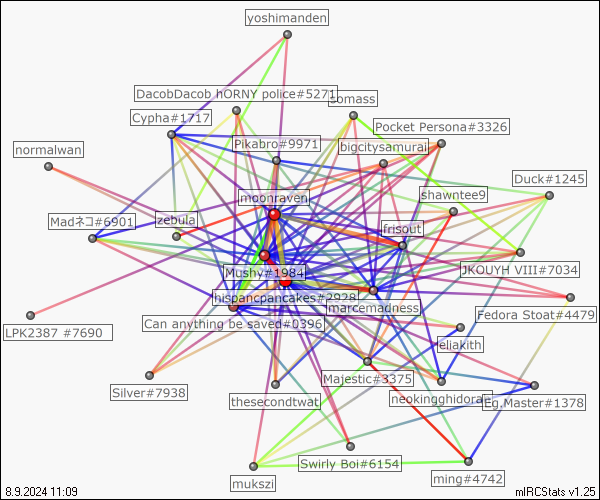 yoshimanden
DacobDacob hORNY police#5271
somass
Cypha#1717
Pocket Persona#3326
Pikabro#9971
bigcitysamurai
normalwan
Duck#1245
shawntee9
moonraven
Madネコ#6901
zebula
frisout
JKOUYH VIII#7034
Mushy#1984
hispancpancakes#2928
marcemadness
Fedora Stoat#4479
LPK2387 #7690
Can anything be saved#0396
eliakith
Majestic#3375
Silver#7938
thesecondtwat
neokingghidora
Eg.Master#1378
Swirly Boi#6154
mukszi
ming#4742
8.9.2024 11:09
mIRCStats v1.25